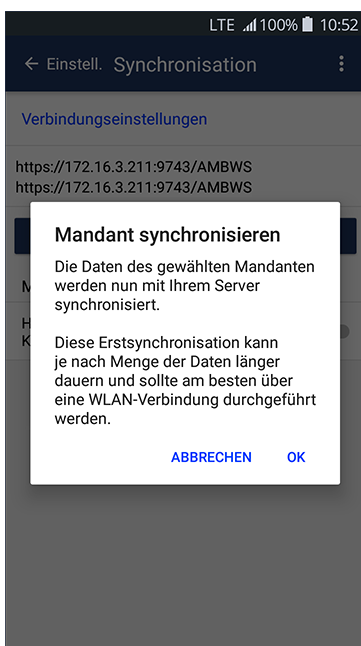 LTE 100% 10:52
Einstell. Synchronisation
Verbindungseinstellungen
https://172.16.3.211:9743/AMBWS
https://172.16.3.211:9743/AMBWS
Mandant synchronisieren
Die Daten des gewählten Mandanten
werden nun mit Ihrem Server
synchronisiert.
Diese Erstsynchronisation kann
je nach Menge der Daten länger
dauern und sollte am besten über
eine WLAN-Verbindung durchgeführt
werden.
ABBRECHEN OK